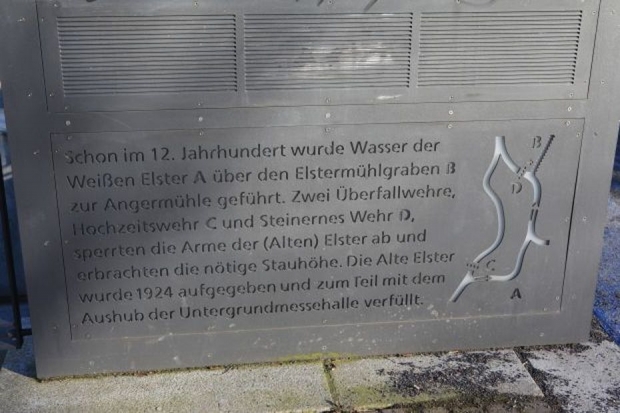 Schon im 12. Jahrhundert wurde Wasser der
Weißen Elster A über den Elstermühlgraben B
zur Angermühle geführt. Zwei Überfallwehre,
Hochzeitswehr C und Steinernes Wehr D,
sperrten die Arme der (Alten) Elster ab und
erbrachten die nötige Stauhöhe. Die Alte Elster
wurde 1924 aufgegeben und zum Teil mit dem
Aushub der Untergrundmessehalle verfüllt.
B
D
C
A